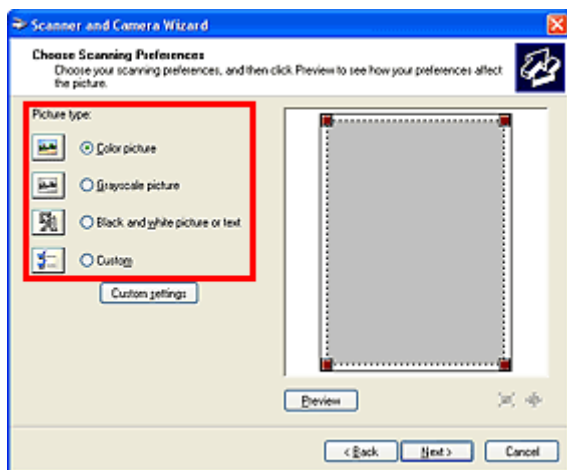 Scanner and Camera Wizard
Choose Scanning Preferences
Choose your scanning preferences, and then click Preview to see how your preferences affect
the picture.
Picture type:
Color picture
Grayscale picture
Black and white picture or text
Custom
Custom settings
Preview
< Back
Next >
Cancel